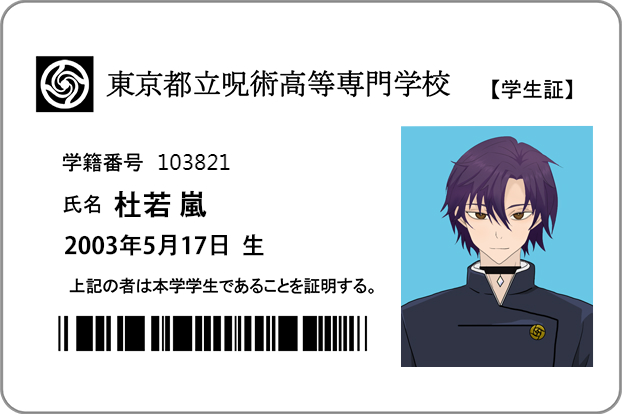 東京都立呪術高等専門学校 【学生証】
学籍番号 103821
氏名 杜若 嵐
2003年5月17日 生
上記の者は本学学生であることを証明する。